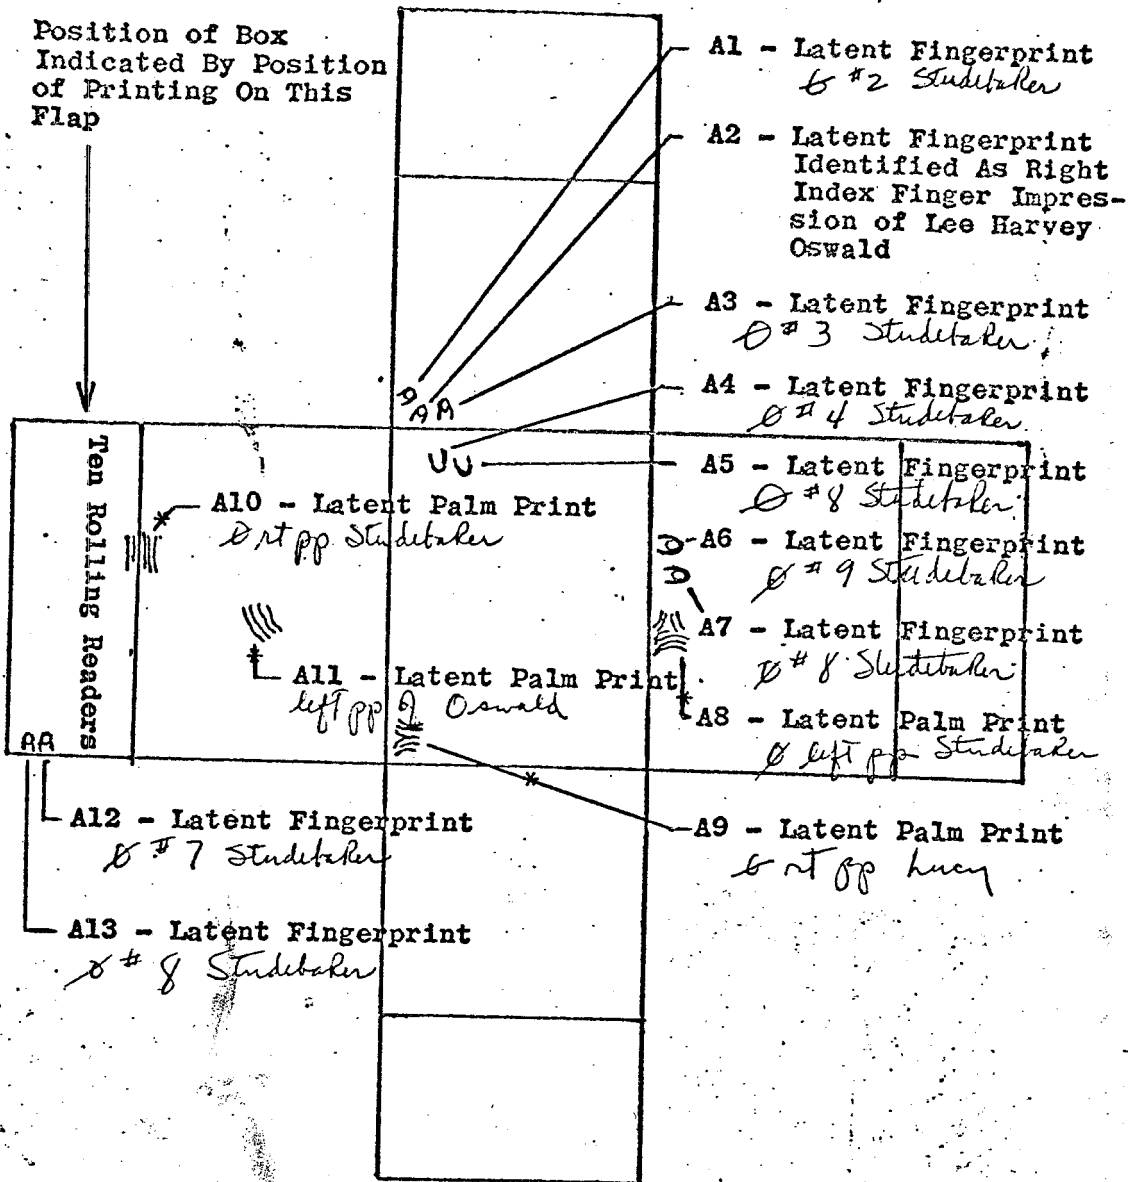 Position of Box
Indicated By Position
of Printing On This
Flap
A1 - Latent Fingerprint
#2 Studebaker
A2 - Latent Fingerprint
Identified As Right
Index Finger Impres-
sion of Lee Harvey
Oswald
A3 - Latent Fingerprint
#3 Studebaker
A4 - Latent Fingerprint
#4 Studebaker
A5 - Latent Fingerprint
#8 Studebaker
A6 - Latent Fingerprint
#9 Studebaker
A7 - Latent Fingerprint
#8 Studebaker
A8 - Latent Palm Print
left pp Studebaker
A9 - Latent Palm Print
rt pp Lucy
A10 - Latent Palm Print
rt pp. Studebaker
A11 - Latent Palm Print
left pp of Oswald
Ten Rolling Readers
A12 - Latent Fingerprint
#7 Studebaker
A13 - Latent Fingerprint
#8 Studebaker